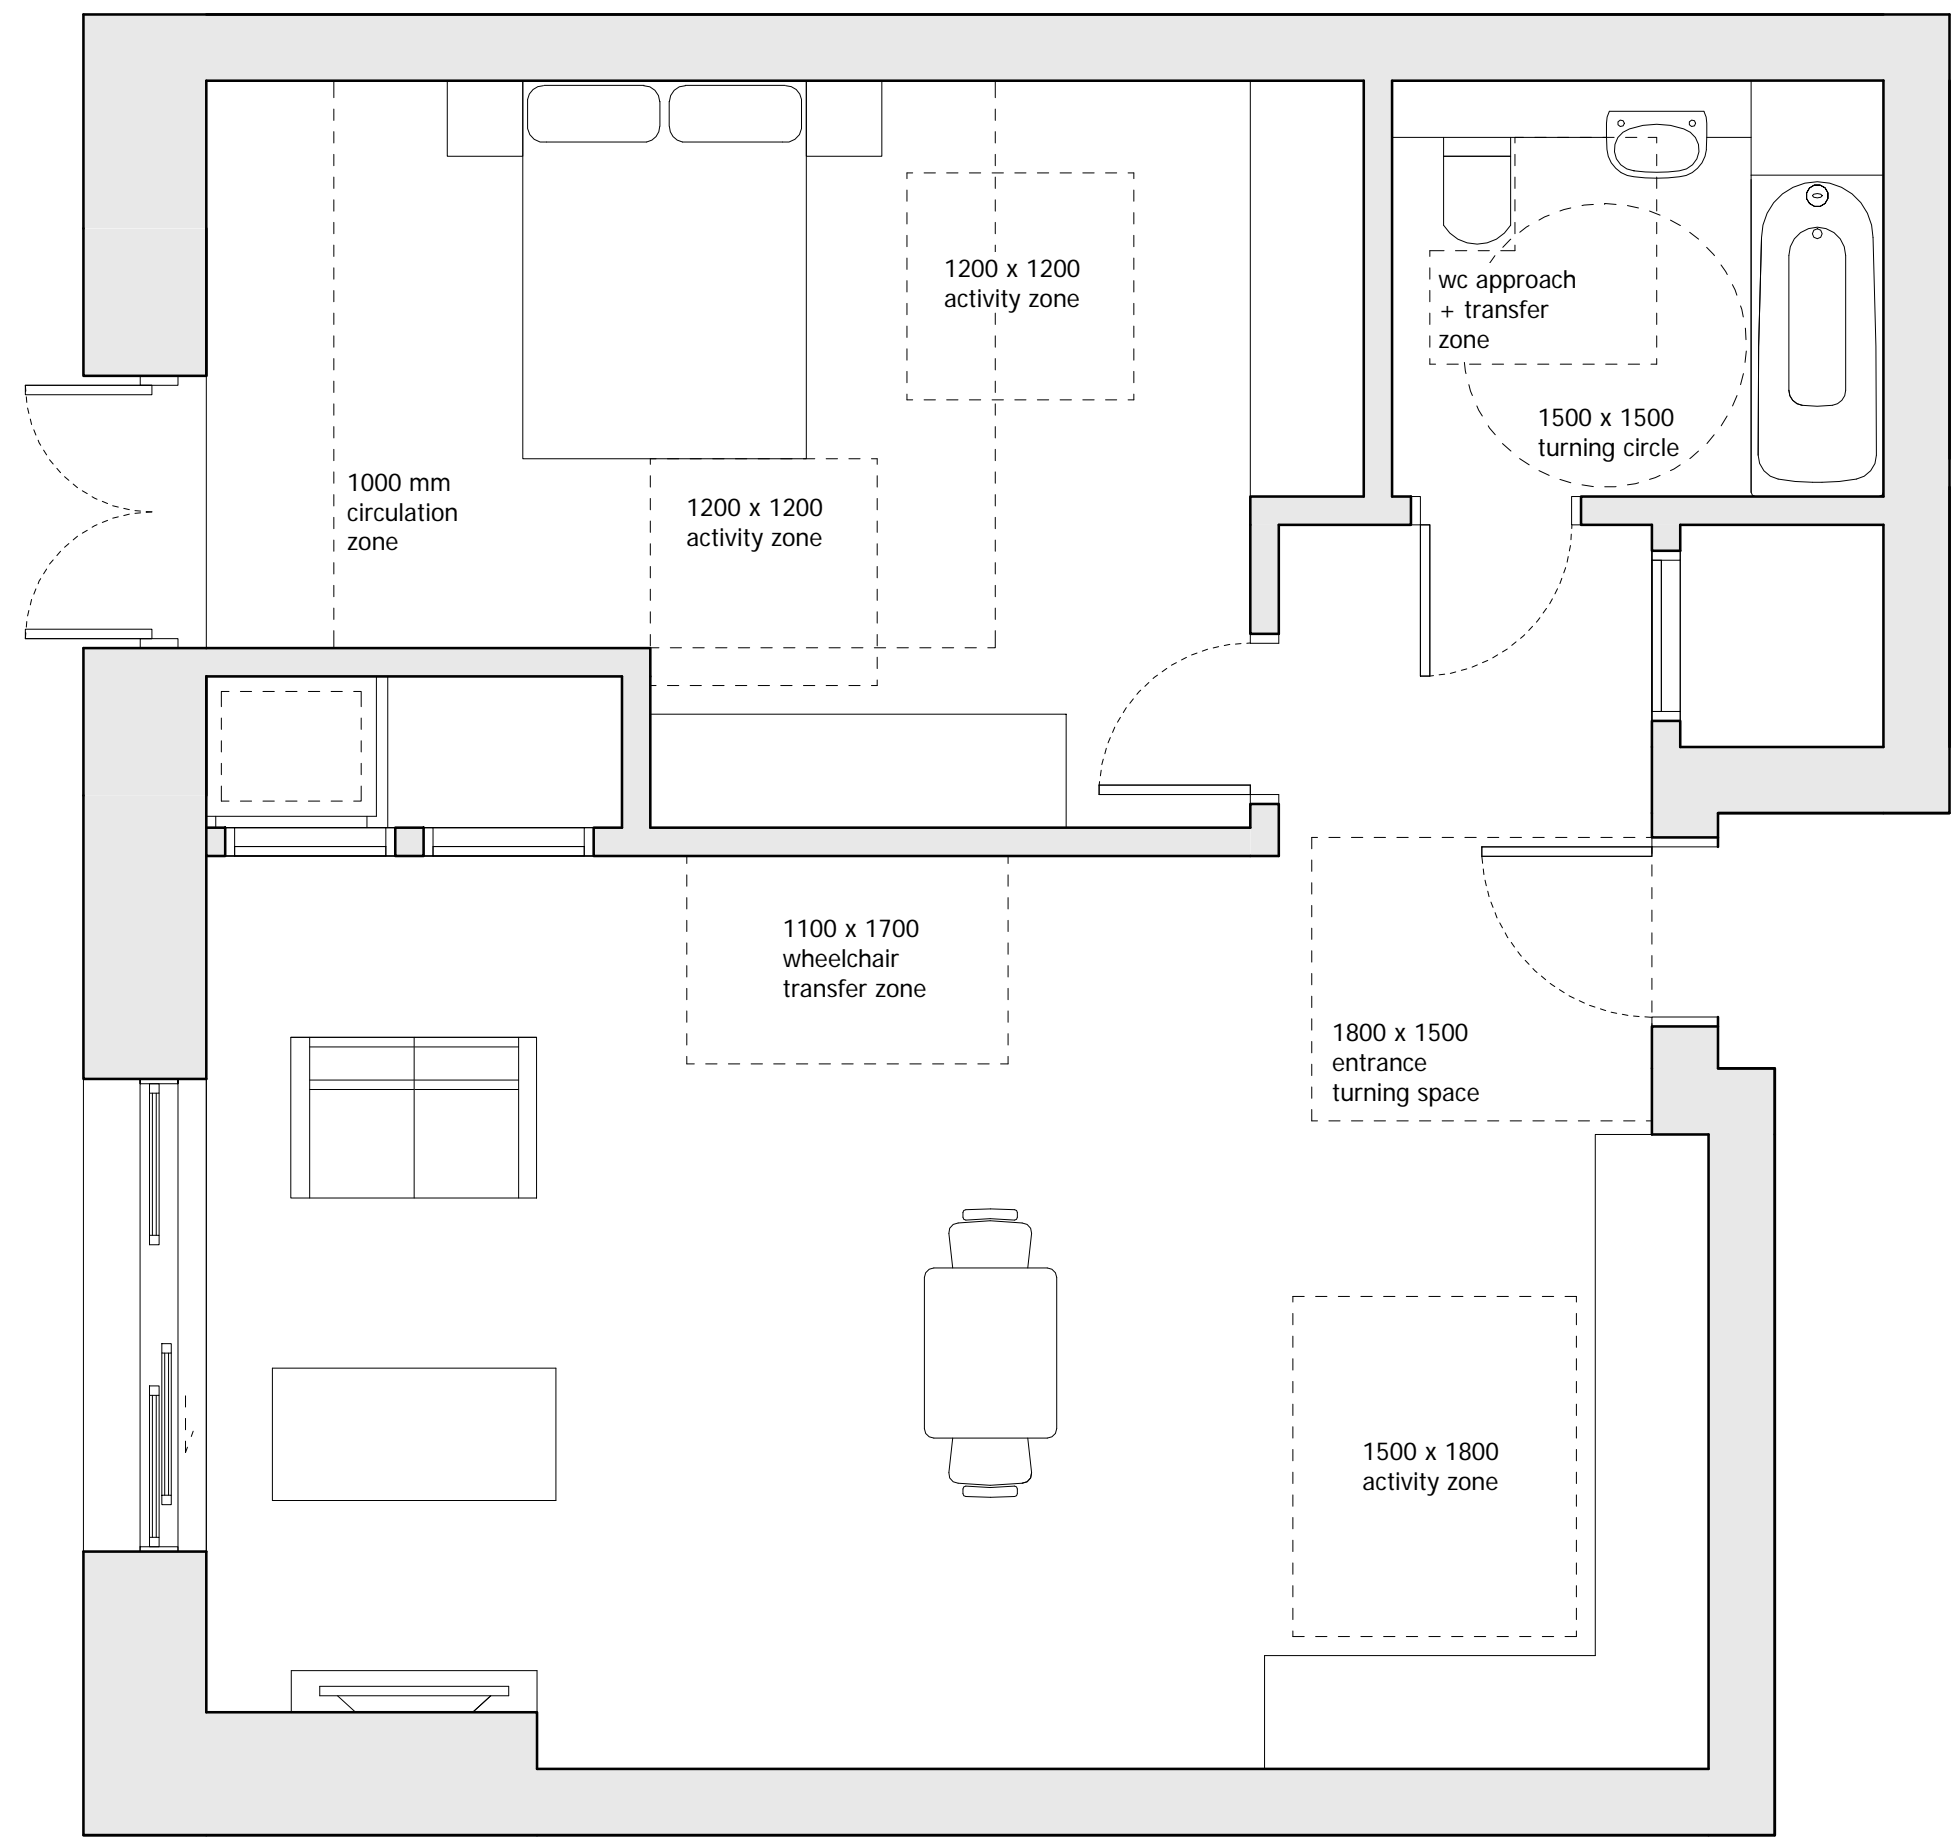 1200 x 1200
activity zone
wc approach
+ transfer
zone
1500 x 1500
turning circle
1000 mm
circulation
zone
1200 x 1200
activity zone
1100 x 1700
wheelchair
transfer zone
1800 x 1500
entrance
turning space
1500 x 1800
activity zone